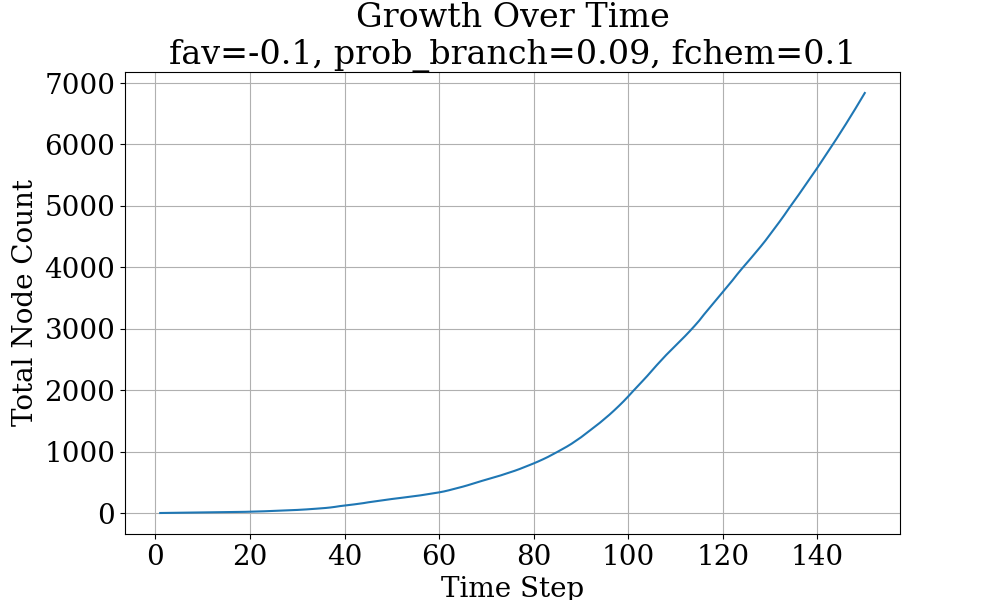 Growth Over Time
fav=-0.1, prob_branch=0.09, fchem=0.1
Total Node Count
7000
6000
5000
4000
3000
2000
1000
0
0 20 40 60 80 100 120 140
Time Step